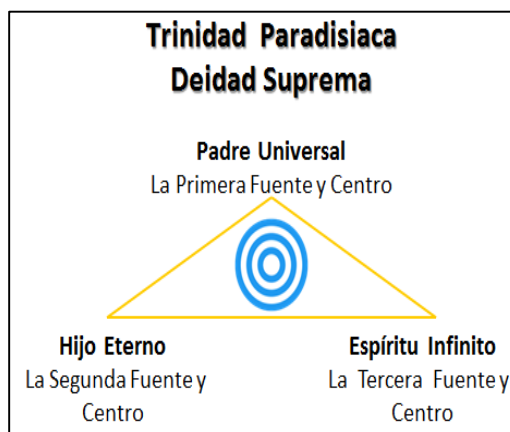 Trinidad Paradisiaca
Deidad Suprema
Padre Universal
La Primera Fuente y Centro
Hijo Eterno
La Segunda Fuente y
Centro
Espíritu Infinito
La Tercera Fuente y
Centro